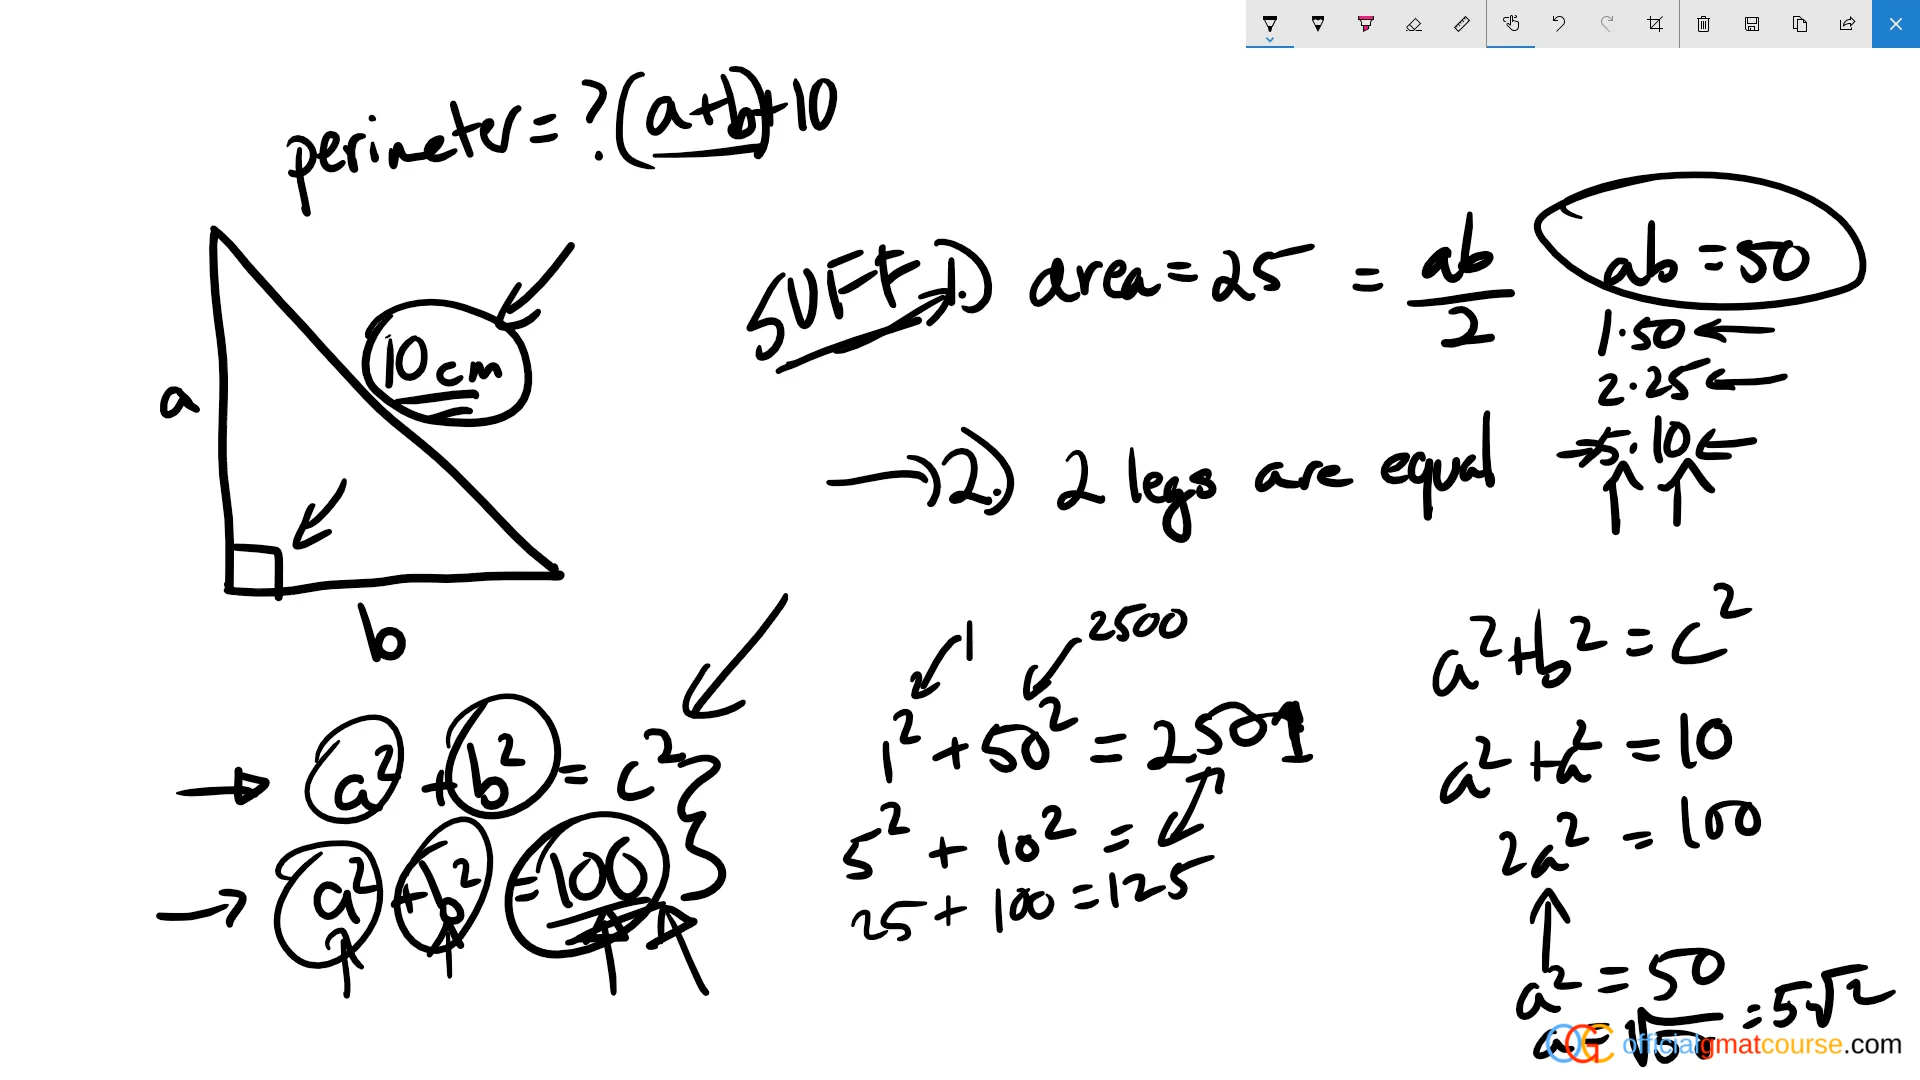 perimeter = ? (a+b)+10
SUFF 1.) area = 25 = ab/2
ab = 50
1·50
2·25
5·10
a
10 cm
2.) 2 legs are equal
b
a² + b² = c²
a² + b² = 100
1
2500
1² + 50² = 2501
5² + 10² =
25 + 100 = 125
a² + b² = c²
a² + a² = 10
2a² = 100
a² = 50
a = √50 = 5√2
OGC officialgmatcourse.com